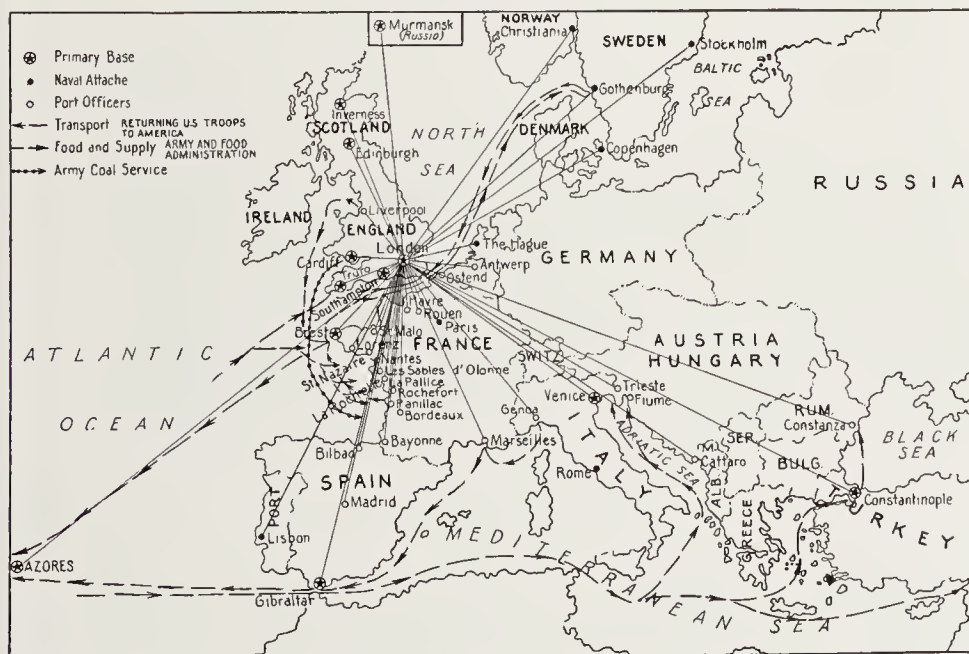 Murmansk
(Russia)
NORWAY
Christiania
SWEDEN
Stockholm
BALTIC
SEA
Primary Base
Naval Attache
Port Officers
Transport RETURNING U.S TROOPS
TO AMERICA
Food and Supply ARMY AND FOOD
ADMINISTRATION
Army Coal Service
Inverness
SCOTLAND
Edinburgh
NORTH
SEA
Gothenburg
DENMARK
Copenhagen
RUSSIA
IRELAND
Liverpool
ENGLAND
London
Cardiff
Truro
Southampton
The Hague
Antwerp
Ostend
GERMANY
Havre
Rouen
Paris
Brest
St Malo
Lorenz
FRANCE
Nantes
St. Nazarre
Les Sables d'Olonne
La Pallice
La Rochelle
Rochefort
Panillac
Bordeaux
SWITZ
AUSTRIA
HUNGARY
ATLANTIC
OCEAN
Venice
Trieste
Fiume
Genoa
RUM.
Constanza
BLACK
SEA
Bilbao
Bayonne
Marseilles
ITALY
ADRIATIC SEA
SER.
M.
Cattaro
BULG.
ALB.
SPAIN
Madrid
PORT
Lisbon
Rome
GREECE
Constantinople
RKEY
AZORES
Gibraltar
MEDITERRANEAN SEA